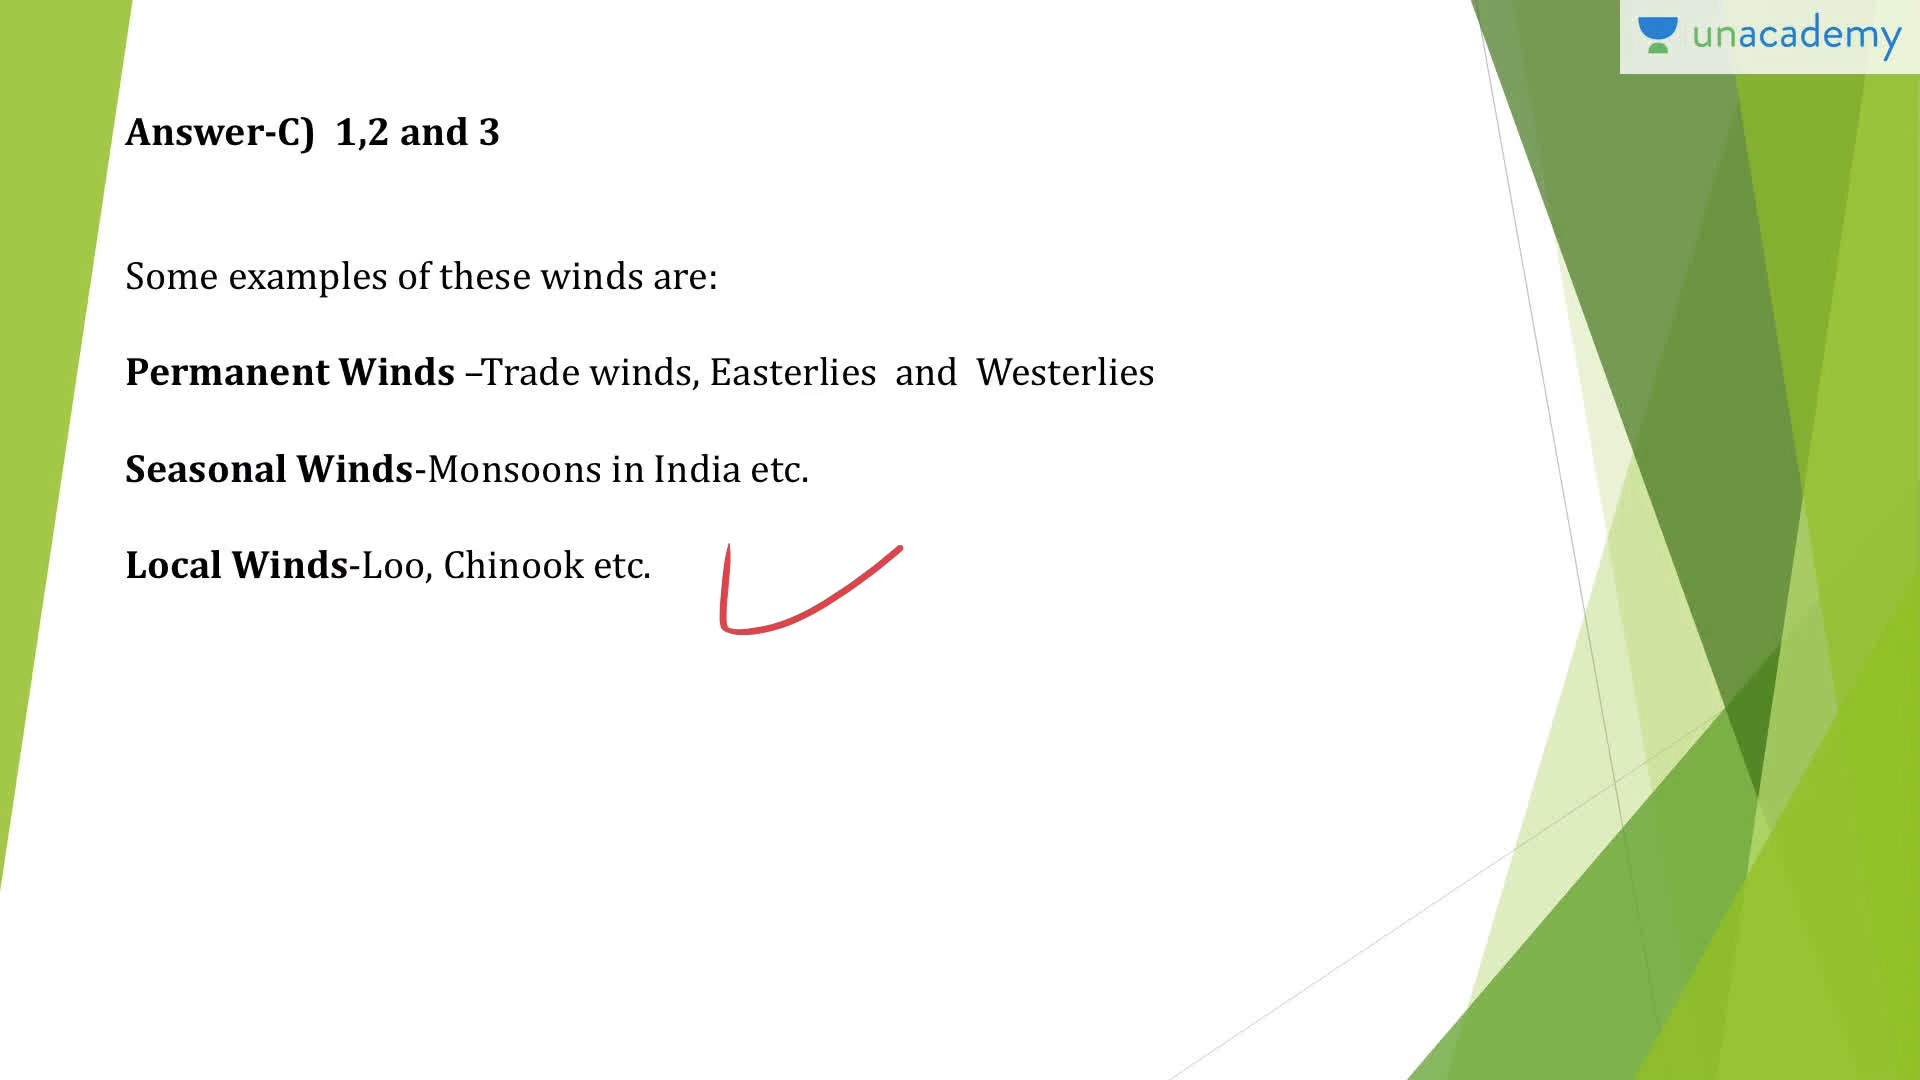 unacademy
Answer-C) 1,2 and 3
Some examples of these winds are:
Permanent Winds –Trade winds, Easterlies and Westerlies
Seasonal Winds-Monsoons in India etc.
Local Winds-Loo, Chinook etc.